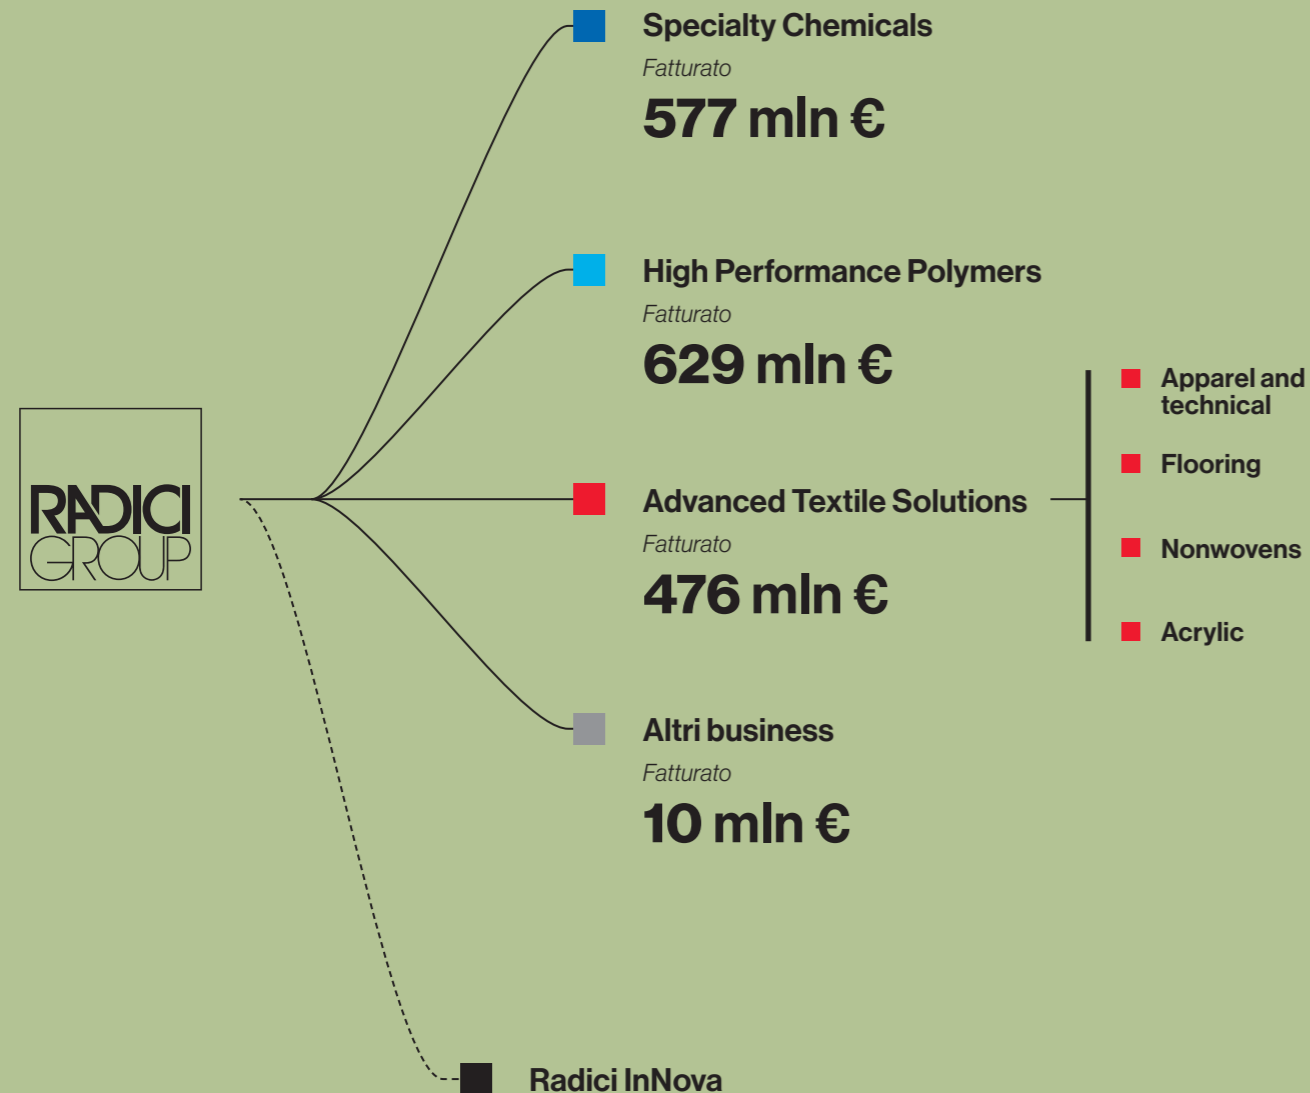 Specialty Chemicals
Fatturato
577 mln €
High Performance Polymers
Fatturato
629 mln €
RADICI
GROUP
Advanced Textile Solutions
Fatturato
476 mln €
Apparel and
technical
Flooring
Nonwovens
Acrylic
Altri business
Fatturato
10 mln €
Radici InNova